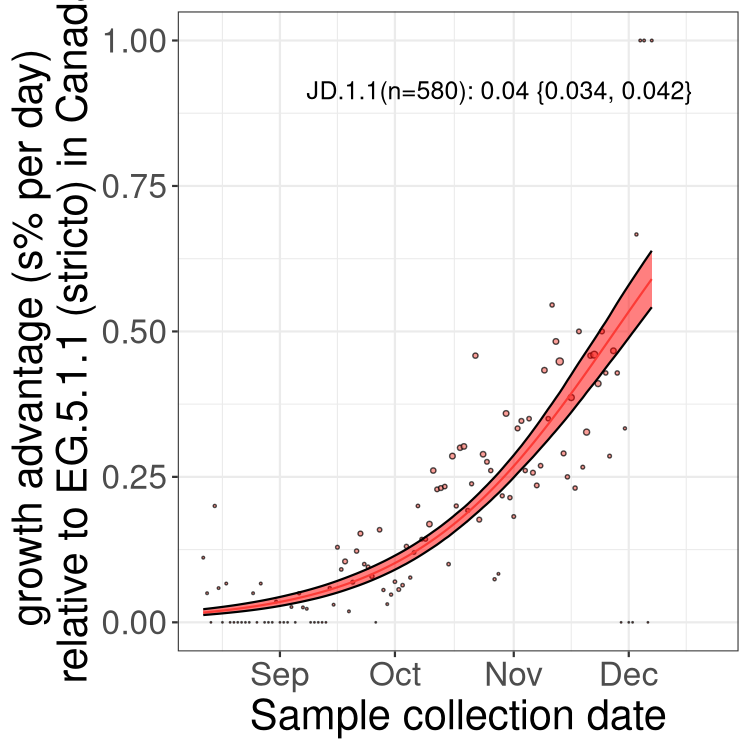 growth advantage (s% per day)
relative to EG.5.1.1 (stricto) in Canada
1.00
0.75
0.50
0.25
0.00
JD.1.1(n=580): 0.04 {0.034, 0.042}
Sep Oct Nov Dec
Sample collection date